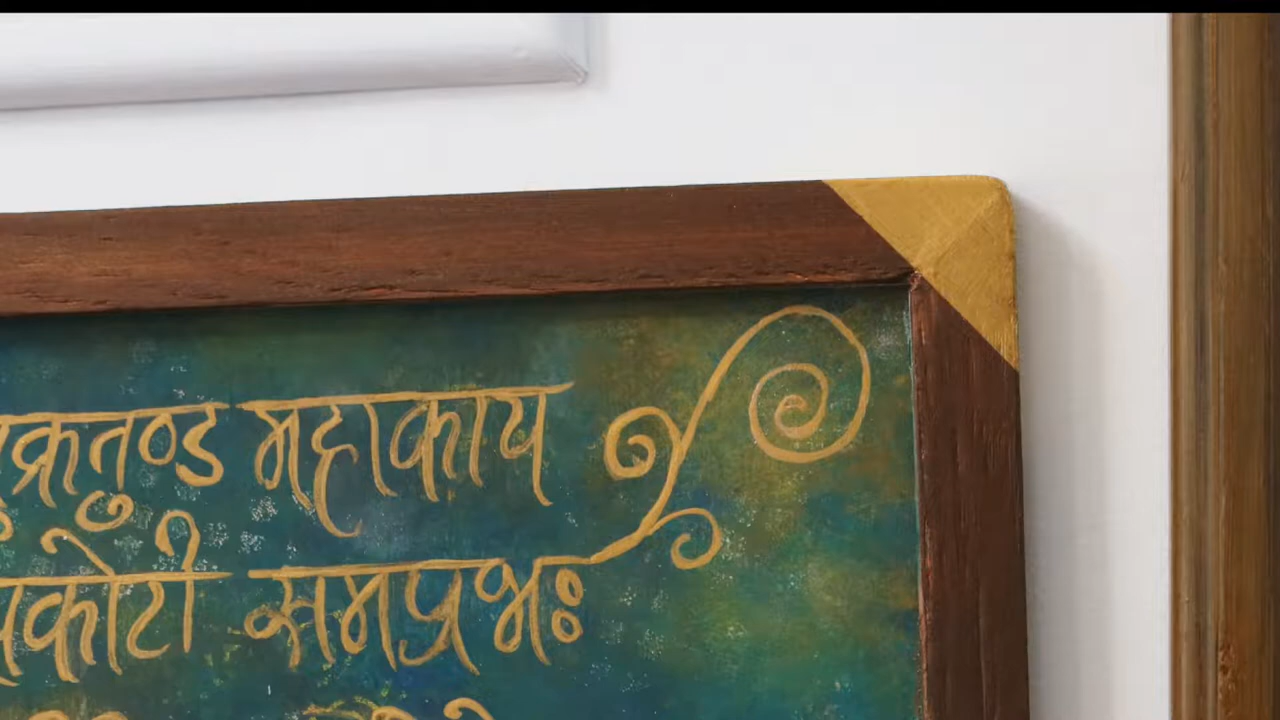 क्रतुण्ड महाकाय
कोटी समप्रभः